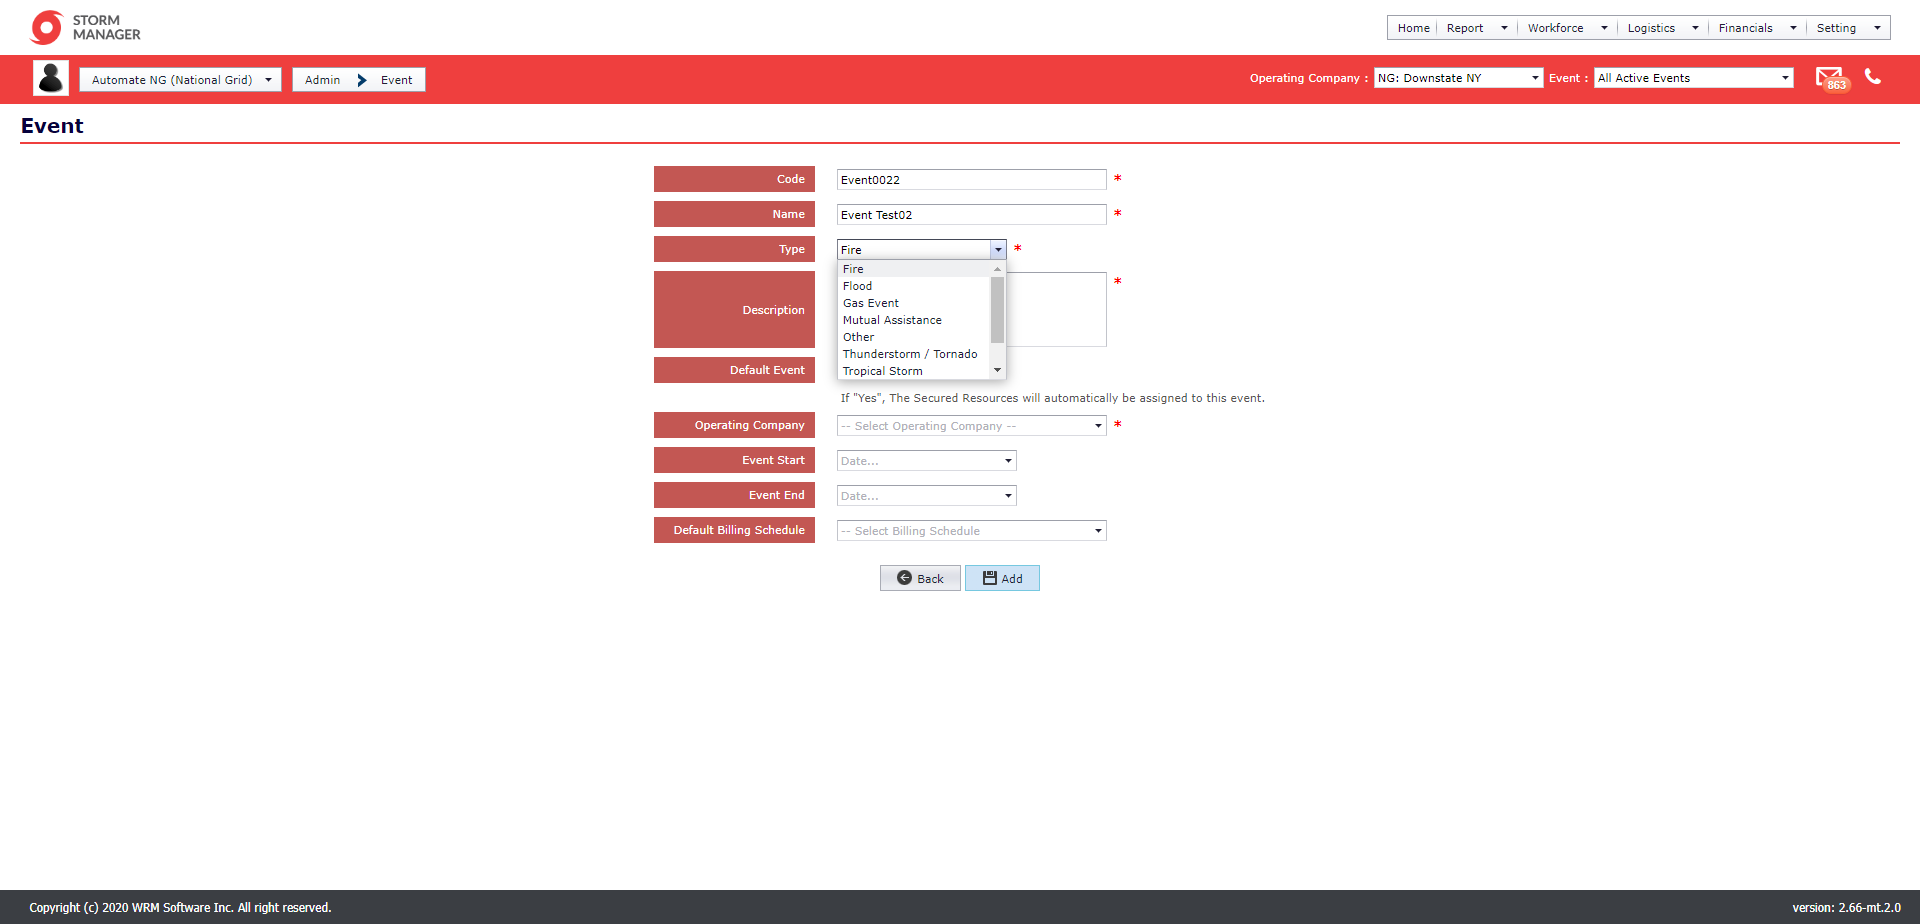 STORM
MANAGER
Home Report Workforce Logistics Financials Setting
Automate NG (National Grid) Admin Event Operating Company : NG: Downstate NY Event : All Active Events 863
Event
Code Event0022 *
Name Event Test02 *
Type Fire *
Fire
Flood
Gas Event
Mutual Assistance
Other
Thunderstorm / Tornado
Tropical Storm
Description *
Default Event
If "Yes", The Secured Resources will automatically be assigned to this event.
Operating Company -- Select Operating Company -- *
Event Start Date...
Event End Date...
Default Billing Schedule -- Select Billing Schedule
Back Add
Copyright (c) 2020 WRM Software Inc. All right reserved. version: 2.66-mt.2.0